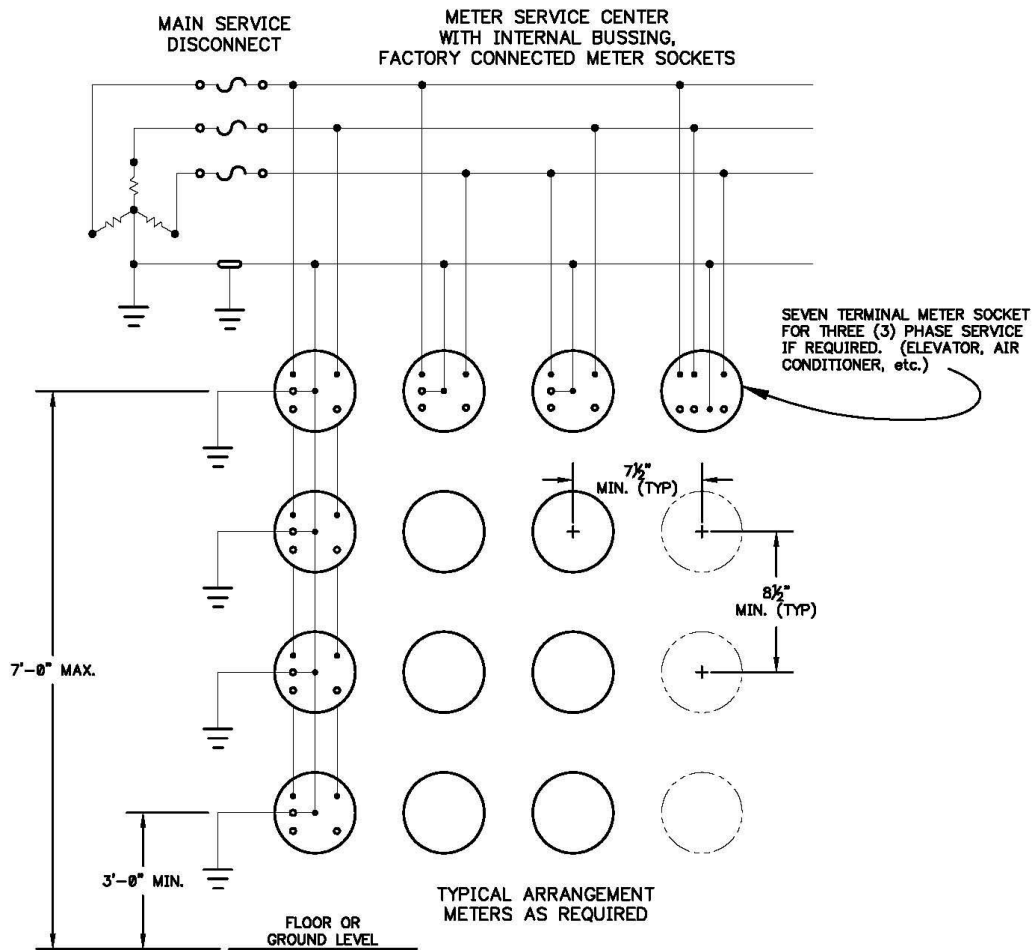 MAIN SERVICE
DISCONNECT
METER SERVICE CENTER
WITH INTERNAL BUSSING,
FACTORY CONNECTED METER SOCKETS
SEVEN TERMINAL METER SOCKET
FOR THREE (3) PHASE SERVICE
IF REQUIRED. (ELEVATOR, AIR
CONDITIONER, etc.)
7½"
MIN. (TYP)
8½"
MIN. (TYP)
7'-0" MAX.
3'-0" MIN.
TYPICAL ARRANGEMENT
METERS AS REQUIRED
FLOOR OR
GROUND LEVEL